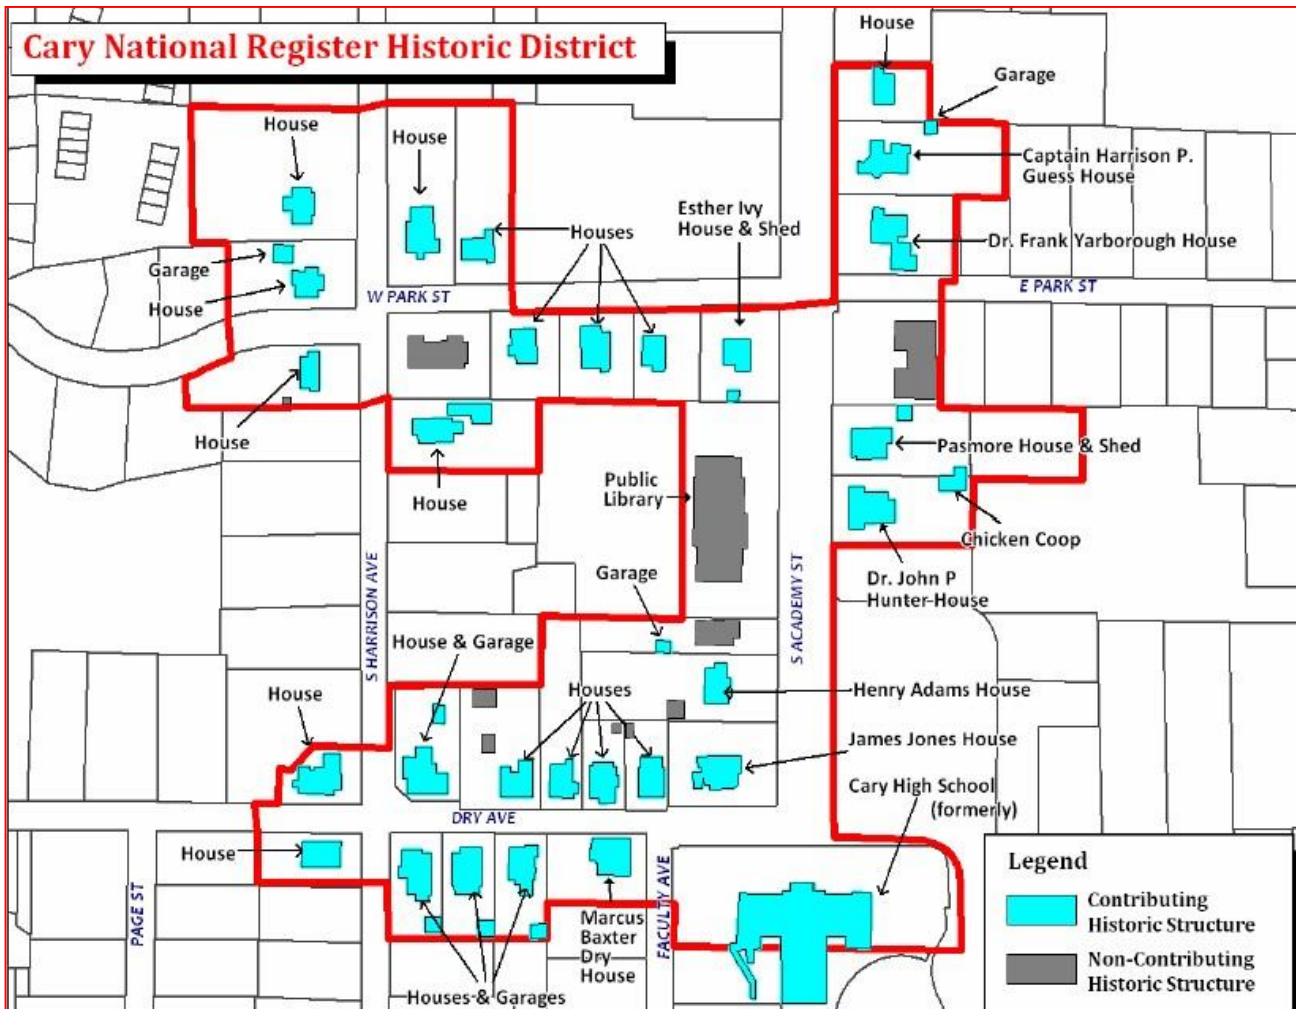 Cary National Register Historic District
House
Garage
House
House
Captain Harrison P.
Guess House
Esther Ivy
House & Shed
Houses
Dr. Frank Yarborough House
Garage
House
W PARK ST
E PARK ST
House
Pasmore House & Shed
House
Public
Library
Chicken Coop
S HARRISON AVE
S ACADEMY ST
Garage
Dr. John P
Hunter House
House & Garage
House
Houses
Henry Adams House
James Jones House
Cary High School
(formerly)
DRY AVE
House
PAGE ST
FACULTY AVE
Marcus
Baxter
Dry
House
Houses & Garages
Legend
Contributing
Historic Structure
Non-Contributing
Historic Structure